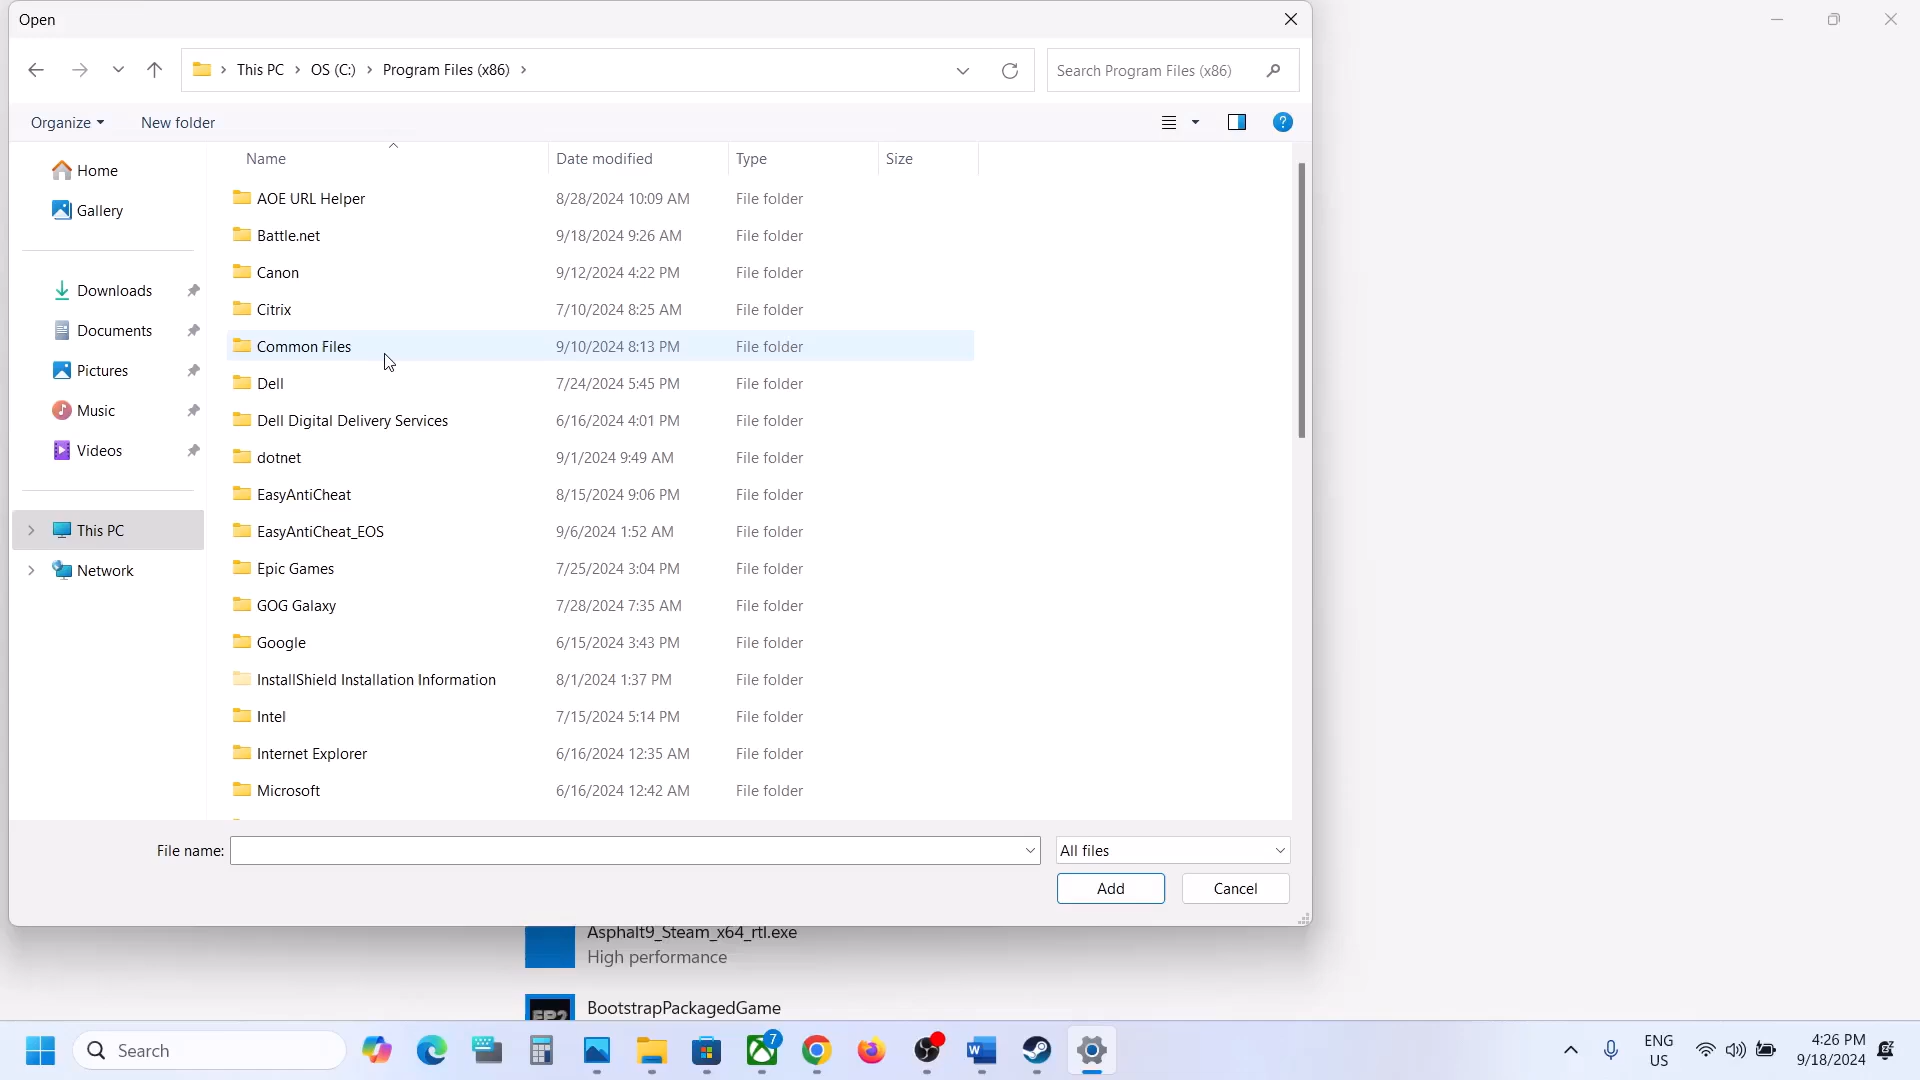 Open
This PC
OS (C:)
Program Files (x86)
Search Program Files (x86)
Organize
New folder
Name
Date modified
Type
Size
Home
Gallery
Downloads
Documents
Pictures
Music
Videos
This PC
Network
AOE URL Helper 8/28/2024 10:09 AM File folder
Battle.net 9/18/2024 9:26 AM File folder
Canon 9/12/2024 4:22 PM File folder
Citrix 7/10/2024 8:25 AM File folder
Common Files 9/10/2024 8:13 PM File folder
Dell 7/24/2024 5:45 PM File folder
Dell Digital Delivery Services 6/16/2024 4:01 PM File folder
dotnet 9/1/2024 9:49 AM File folder
EasyAntiCheat 8/15/2024 9:06 PM File folder
EasyAntiCheat_EOS 9/6/2024 1:52 AM File folder
Epic Games 7/25/2024 3:04 PM File folder
GOG Galaxy 7/28/2024 7:35 AM File folder
Google 6/15/2024 3:43 PM File folder
InstallShield Installation Information 8/1/2024 1:37 PM File folder
Intel 7/15/2024 5:14 PM File folder
Internet Explorer 6/16/2024 12:35 AM File folder
Microsoft 6/16/2024 12:42 AM File folder
File name:
All files
Add
Cancel
Asphalt9_Steam_x64_rtl.exe
High performance
BootstrapPackagedGame
Search
7
ENG
US
4:26 PM
9/18/2024